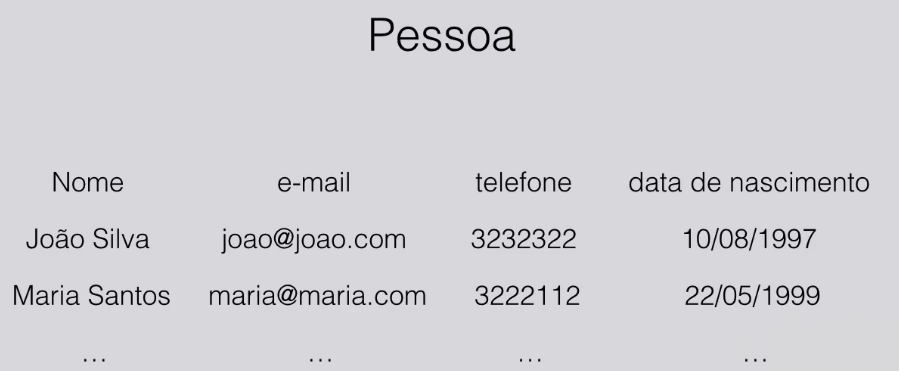 Pessoa
Nome e-mail telefone data de nascimento
João Silva joao@joao.com 3232322 10/08/1997
Maria Santos maria@maria.com 3222112 22/05/1999
... ... ... ...